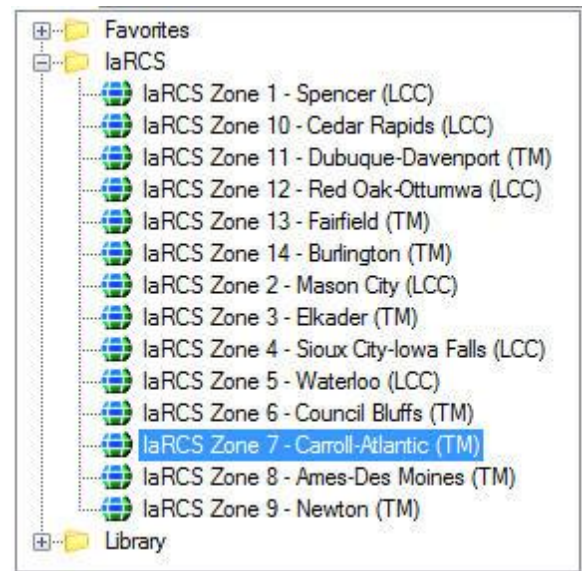 Favorites
IaRCS
IaRCS Zone 1 - Spencer (LCC)
IaRCS Zone 10 - Cedar Rapids (LCC)
IaRCS Zone 11 - Dubuque-Davenport (TM)
IaRCS Zone 12 - Red Oak-Ottumwa (LCC)
IaRCS Zone 13 - Fairfield (TM)
IaRCS Zone 14 - Burlington (TM)
IaRCS Zone 2 - Mason City (LCC)
IaRCS Zone 3 - Elkader (TM)
IaRCS Zone 4 - Sioux City-Iowa Falls (LCC)
IaRCS Zone 5 - Waterloo (LCC)
IaRCS Zone 6 - Council Bluffs (TM)
IaRCS Zone 7 - Carroll-Atlantic (TM)
IaRCS Zone 8 - Ames-Des Moines (TM)
IaRCS Zone 9 - Newton (TM)
Library